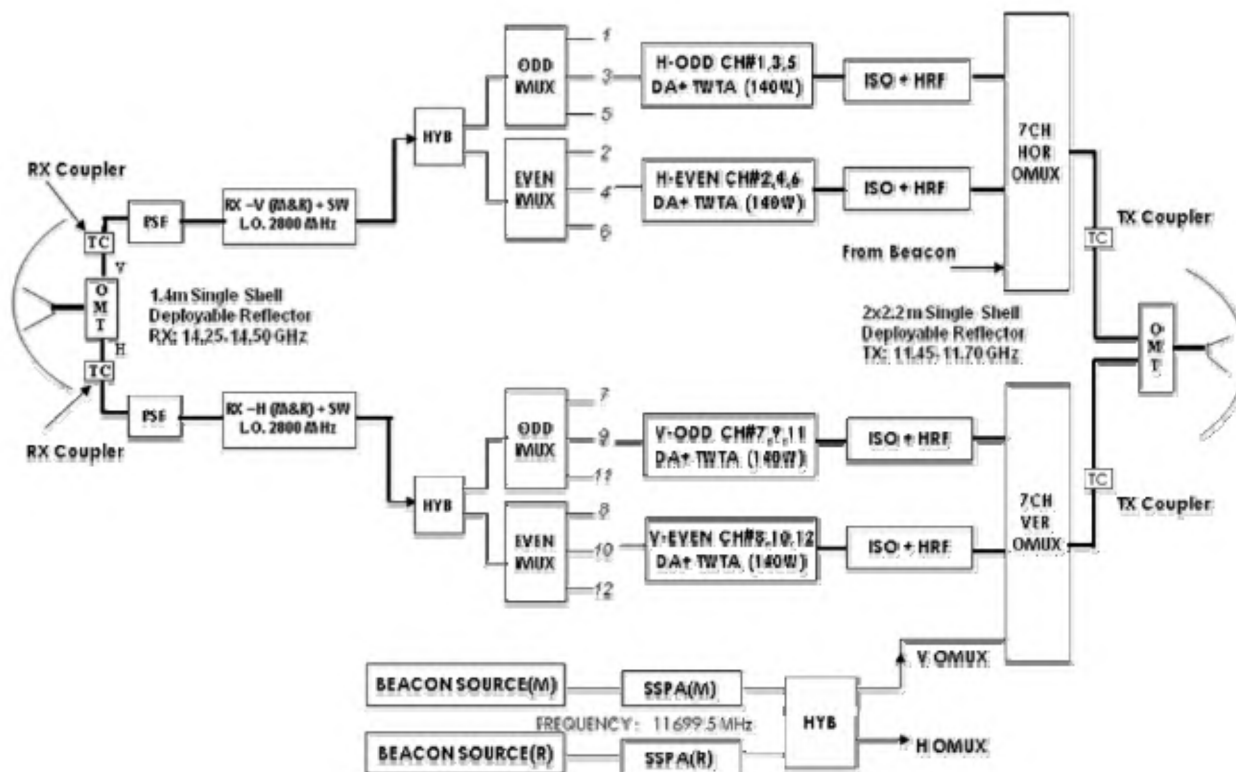 RX Coupler
TC
PSF
V
O
M
T
H
TC
PSF
RX Coupler
1.4m Single Shell
Deployable Reflector
RX: 14.25-14.50 GHz
RX -V (M&R) + SW
L.O. 2800 MHz
HYB
ODD
IMUX
1
3
5
EVEN
IMUX
2
4
6
H-ODD CH#1,3,5
DA+ TWTA (140W)
ISO + HRF
H-EVEN CH#2,4,6
DA+ TWTA (140W)
ISO + HRF
7CH
HOR
OMUX
From Beacon
TX Coupler
TC
2x2.2 m Single Shell
Deployable Reflector
TX: 11.45-11.70 GHz
O
M
T
RX -H (M&R) + SW
L.O. 2800 MHz
HYB
ODD
IMUX
7
9
11
EVEN
IMUX
8
10
12
V-ODD CH#7,9,11
DA+ TWTA (140W)
ISO + HRF
V-EVEN CH#8,10,12
DA+ TWTA (140W)
ISO + HRF
7CH
VER
OMUX
TC
TX Coupler
BEACON SOURCE(M)
SSPA(M)
FREQUENCY: 11699.5 MHz
BEACON SOURCE(R)
SSPA(R)
HYB
V OMUX
H OMUX